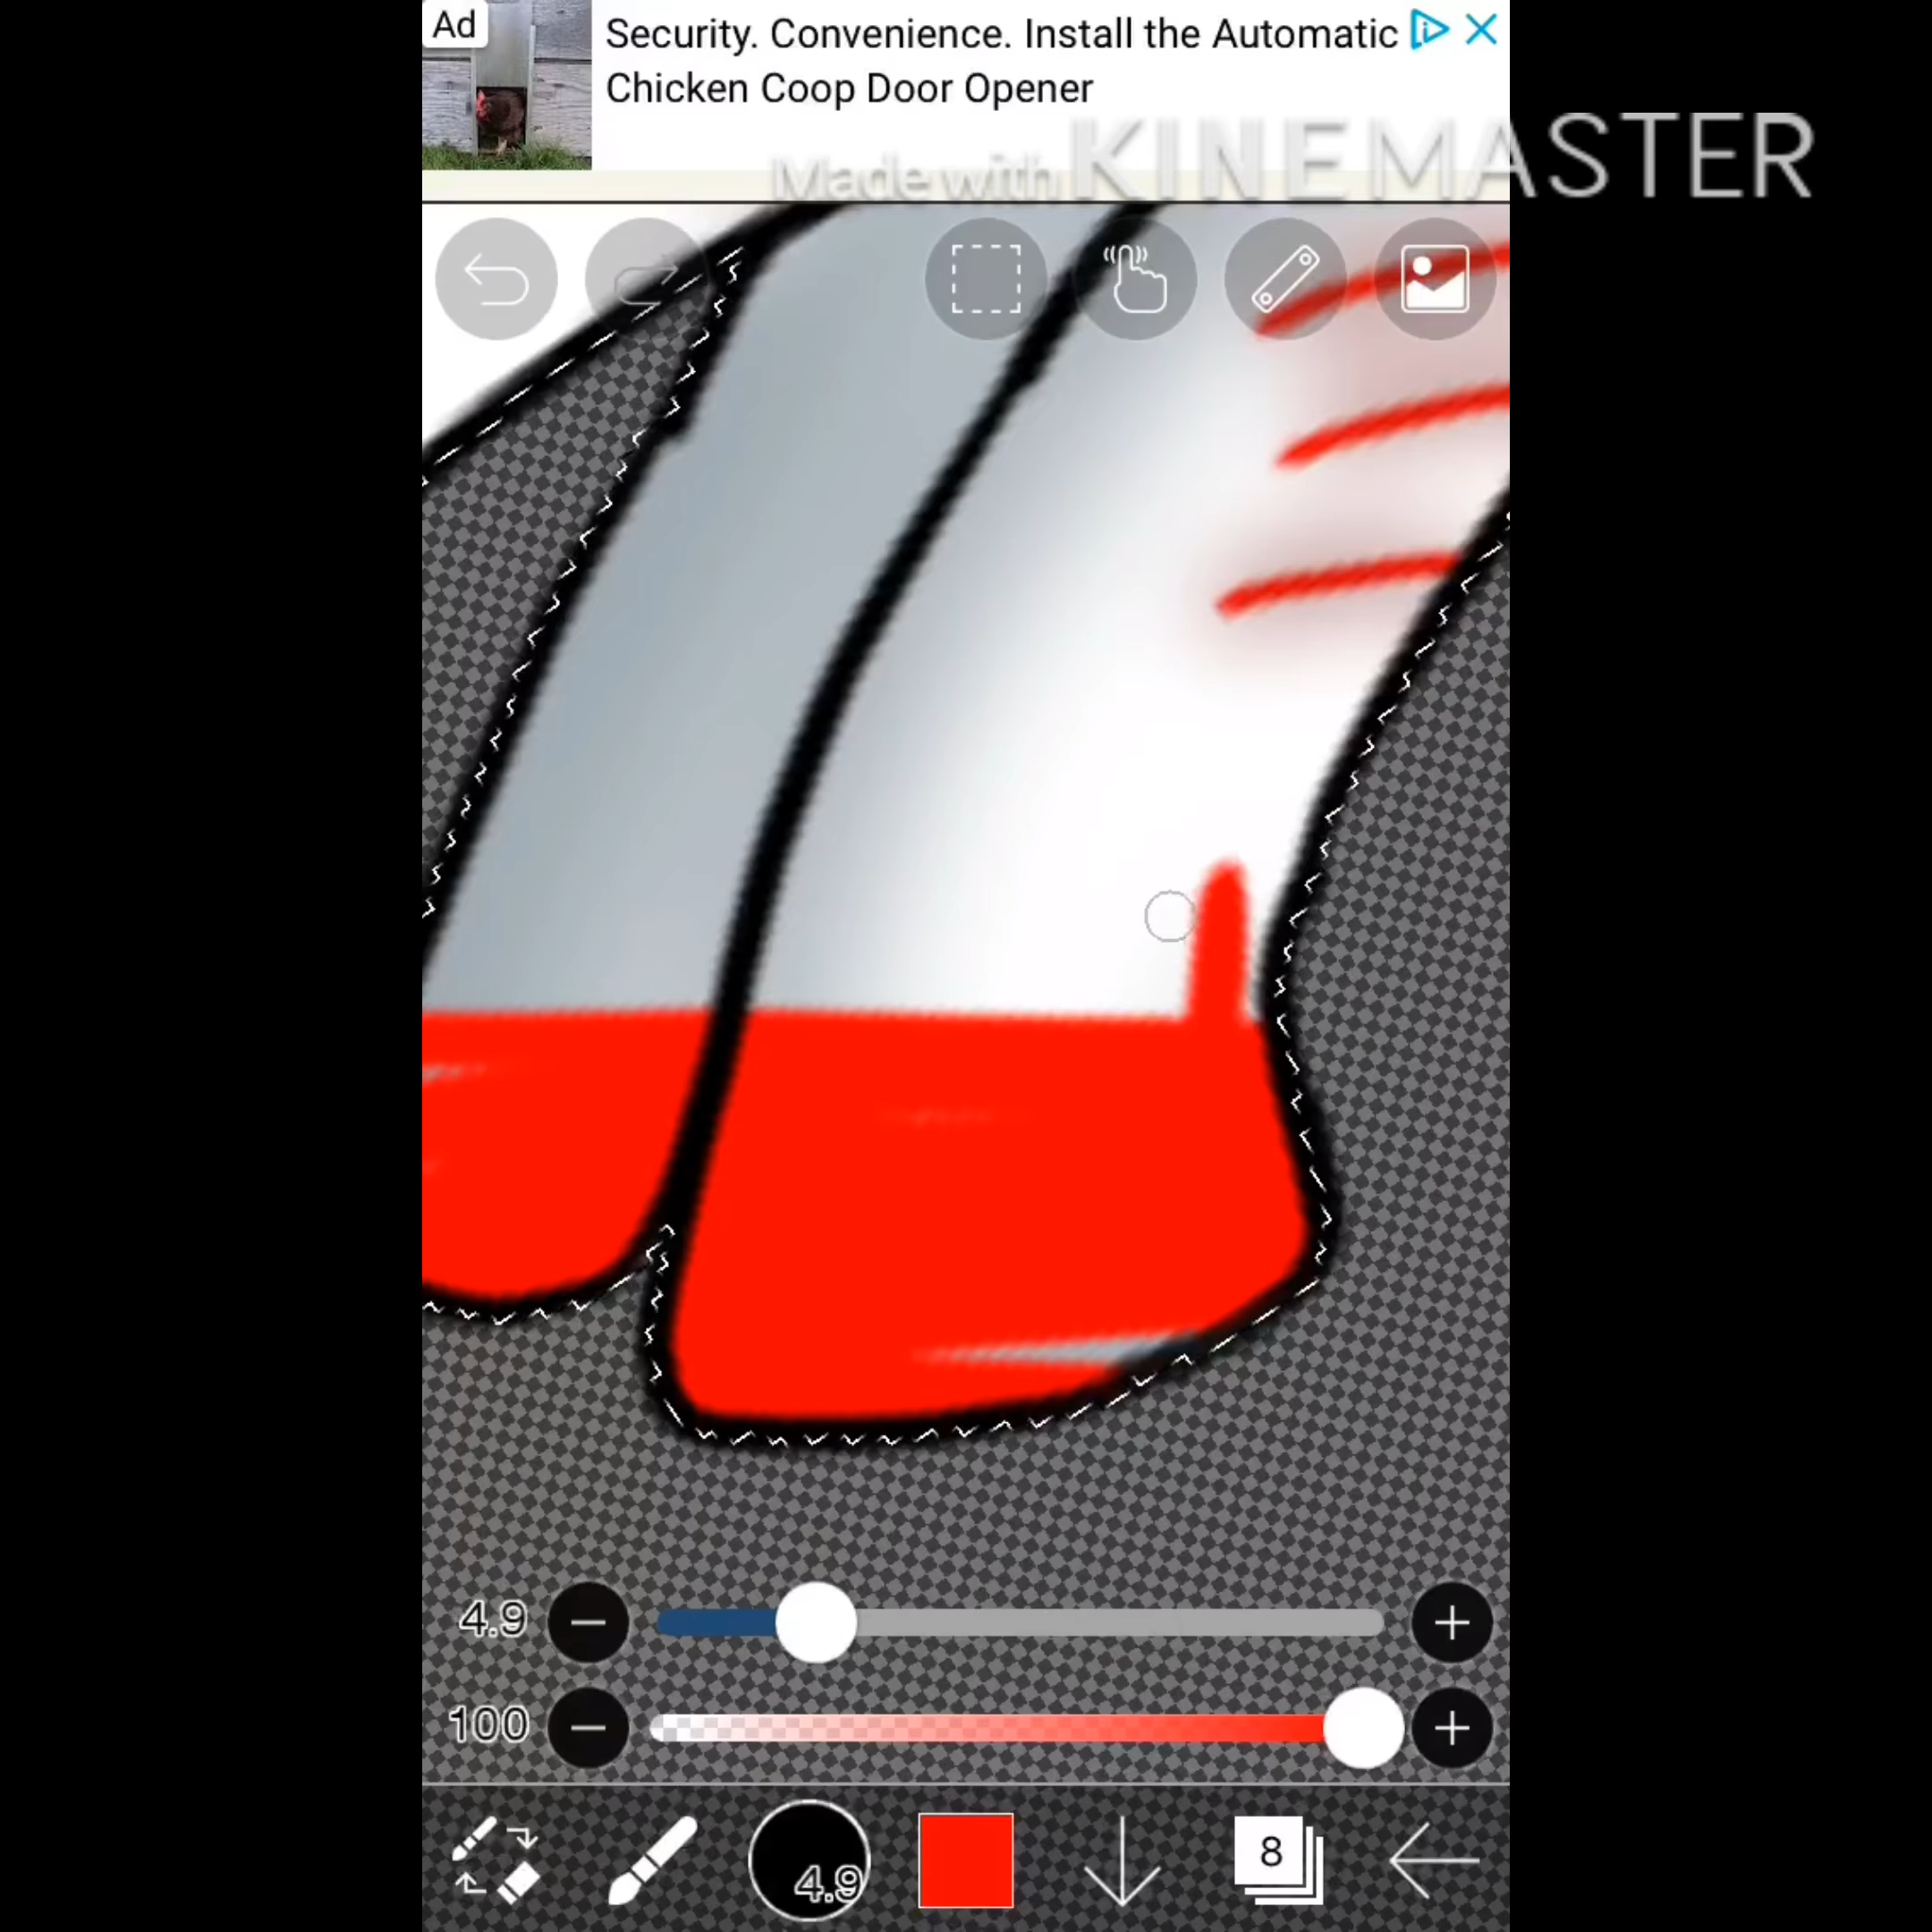 Ad
Security. Convenience. Install the Automatic
Chicken Coop Door Opener
Made with KINEMASTER
4.9
100
4.9
8